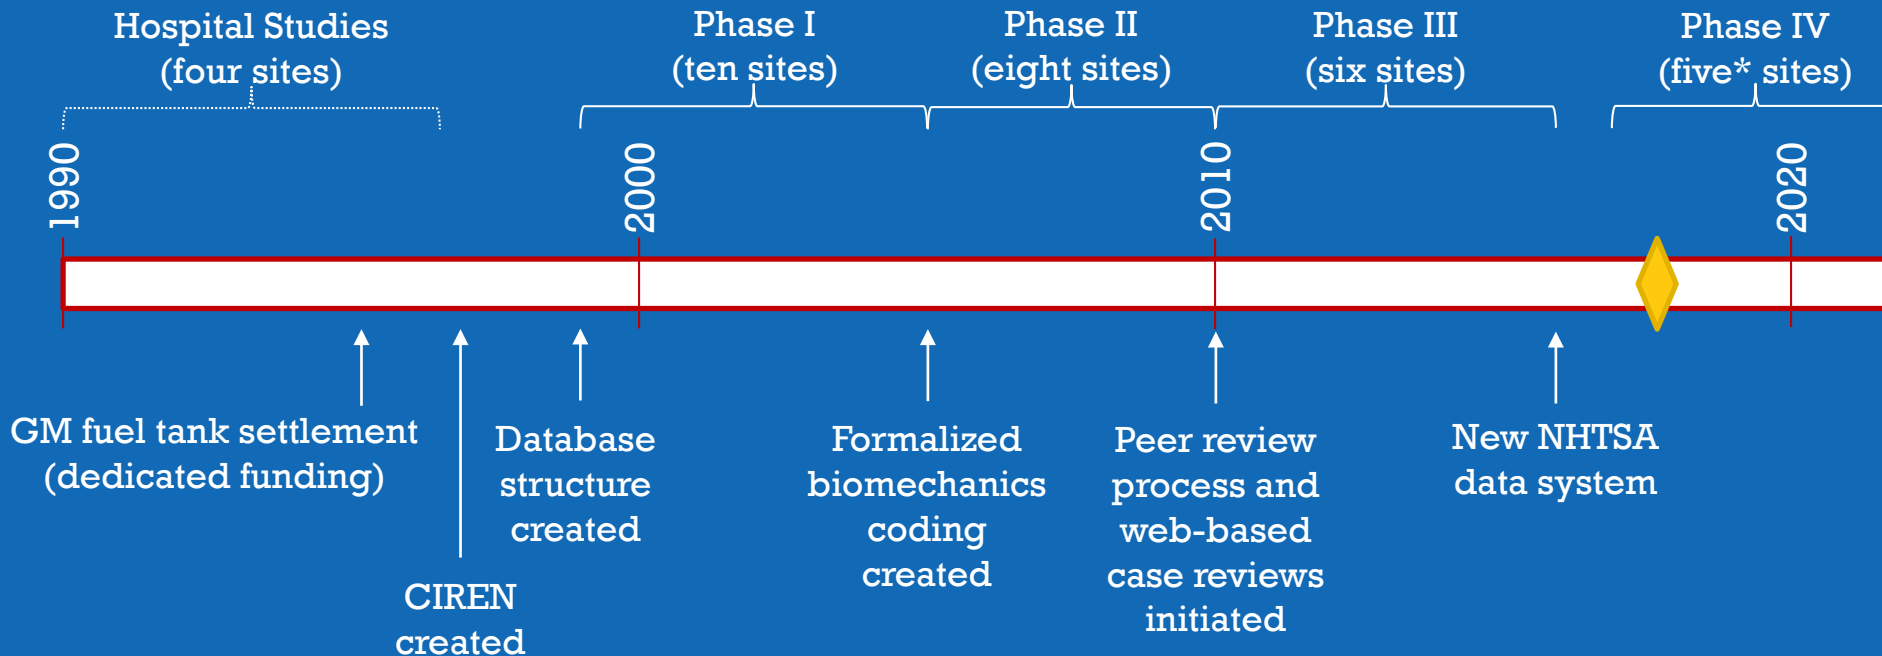 Hospital Studies
(four sites)
Phase I
(ten sites)
Phase II
(eight sites)
Phase III
(six sites)
Phase IV
(five* sites)
1990
2000
2010
2020
GM fuel tank settlement
(dedicated funding)
CIREN
created
Database
structure
created
Formalized
biomechanics
coding
created
Peer review
process and
web-based
case reviews
initiated
New NHTSA
data system